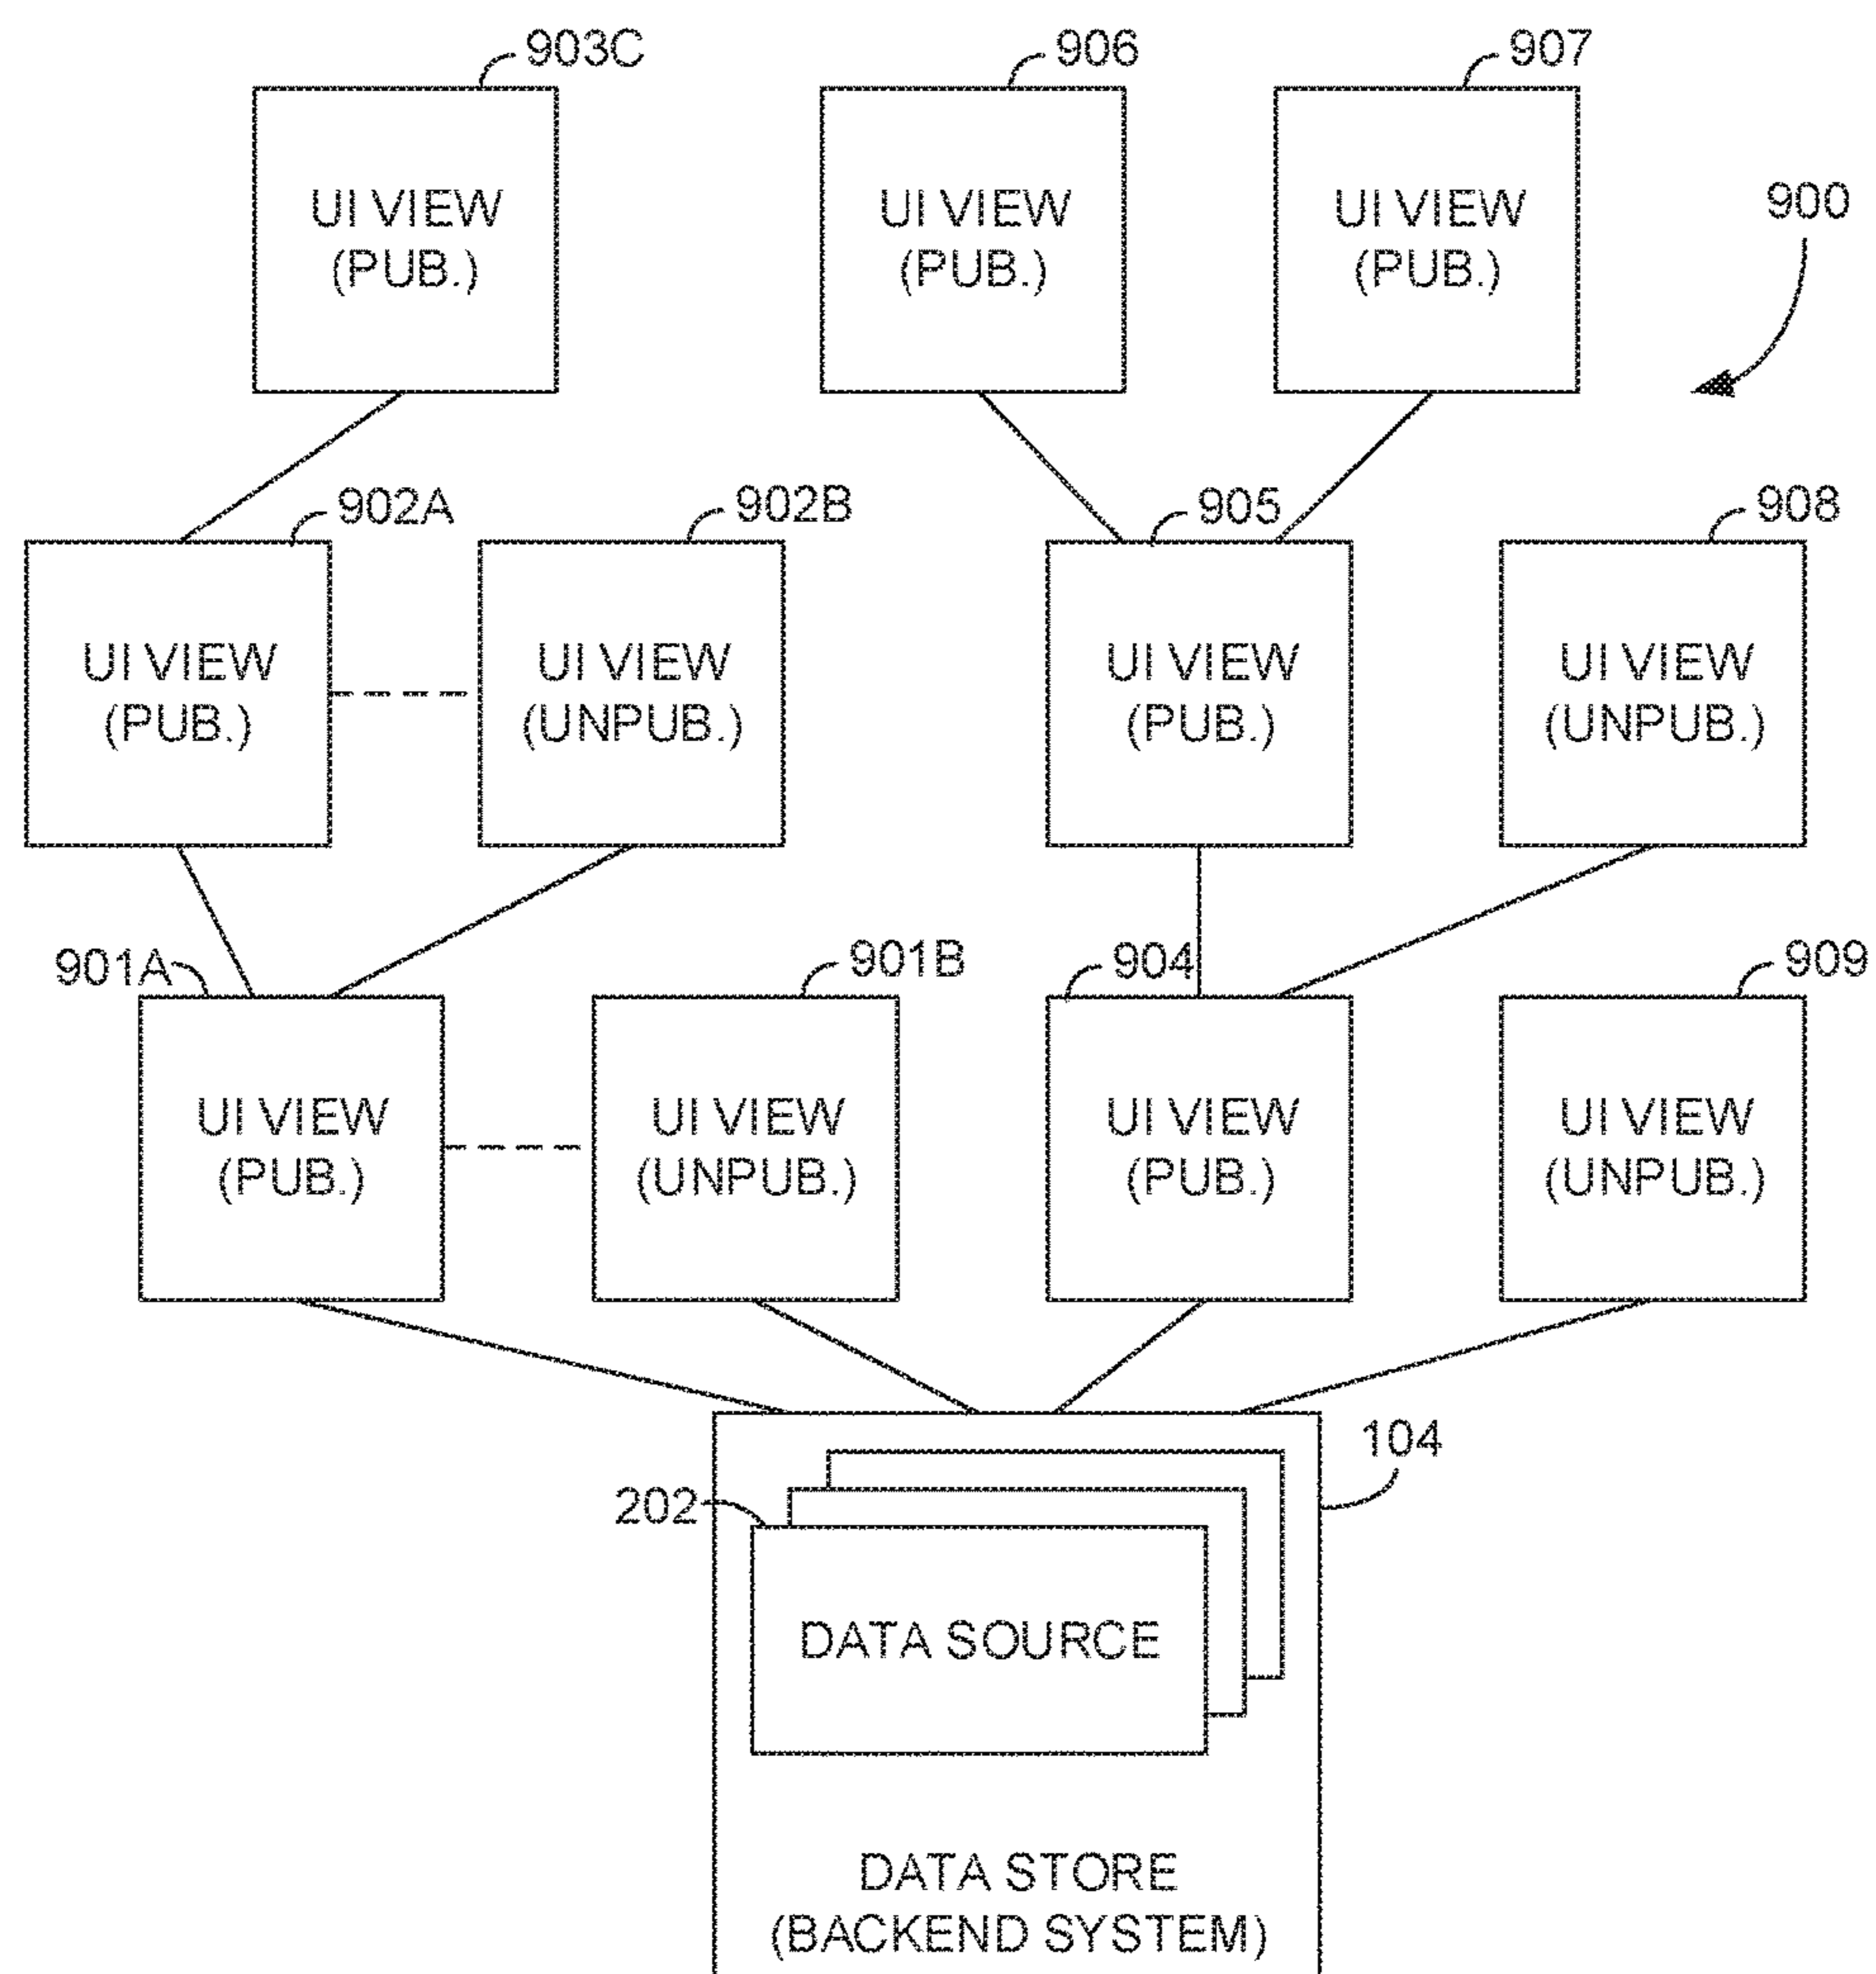 903C
906
907
UI VIEW
(PUB.)
UI VIEW
(PUB.)
UI VIEW
(PUB.)
900
902A
902B
905
908
UI VIEW
(PUB.)
UI VIEW
(UNPUB.)
UI VIEW
(PUB.)
UI VIEW
(UNPUB.)
901A
901B
904
909
UI VIEW
(PUB.)
UI VIEW
(UNPUB.)
UI VIEW
(PUB.)
UI VIEW
(UNPUB.)
104
202
DATA SOURCE
DATA STORE
(BACKEND SYSTEM)